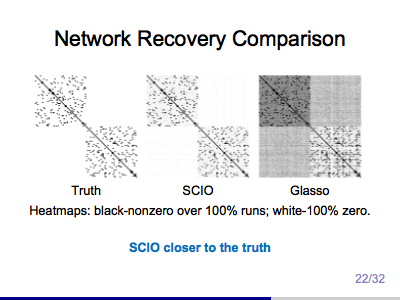 Network Recovery Comparison
Truth
SCIO
Glasso
Heatmaps: black-nonzero over 100% runs; white-100% zero.
SCIO closer to the truth
22/32